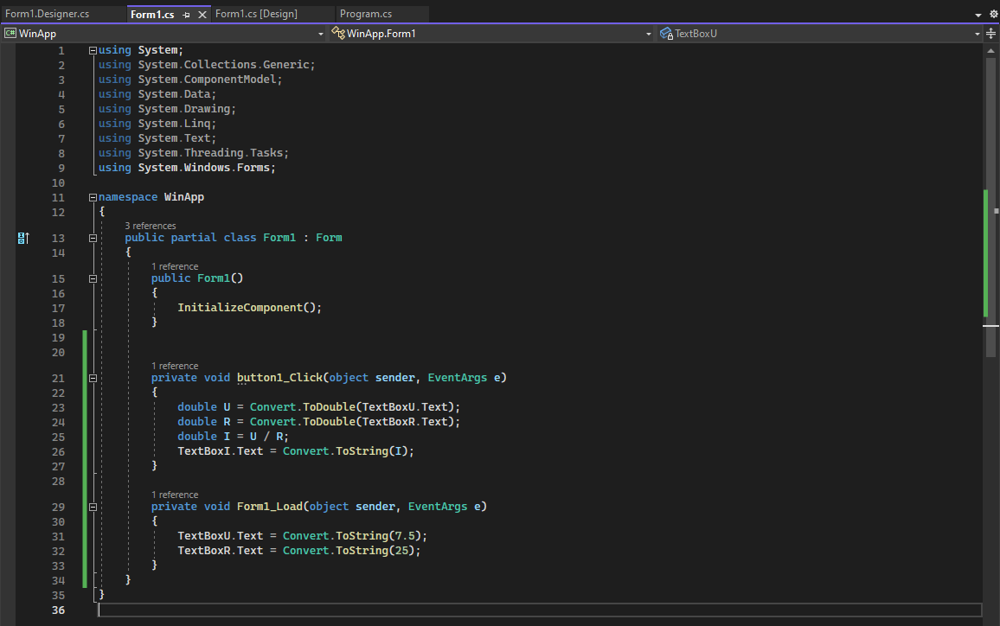 Form1.Designer.cs Form1.cs Form1.cs [Design] Program.cs
C# WinApp WinApp.Form1 TextBoxU
1 using System;
2 using System.Collections.Generic;
3 using System.ComponentModel;
4 using System.Data;
5 using System.Drawing;
6 using System.Linq;
7 using System.Text;
8 using System.Threading.Tasks;
9 using System.Windows.Forms;
10
11 namespace WinApp
12 {
3 references
13 public partial class Form1 : Form
14 {
1 reference
15 public Form1()
16 {
17 InitializeComponent();
18 }
19
20
1 reference
21 private void button1_Click(object sender, EventArgs e)
22 {
23 double U = Convert.ToDouble(TextBoxU.Text);
24 double R = Convert.ToDouble(TextBoxR.Text);
25 double I = U / R;
26 TextBoxI.Text = Convert.ToString(I);
27 }
28
1 reference
29 private void Form1_Load(object sender, EventArgs e)
30 {
31 TextBoxU.Text = Convert.ToString(7.5);
32 TextBoxR.Text = Convert.ToString(25);
33 }
34 }
35 }
36